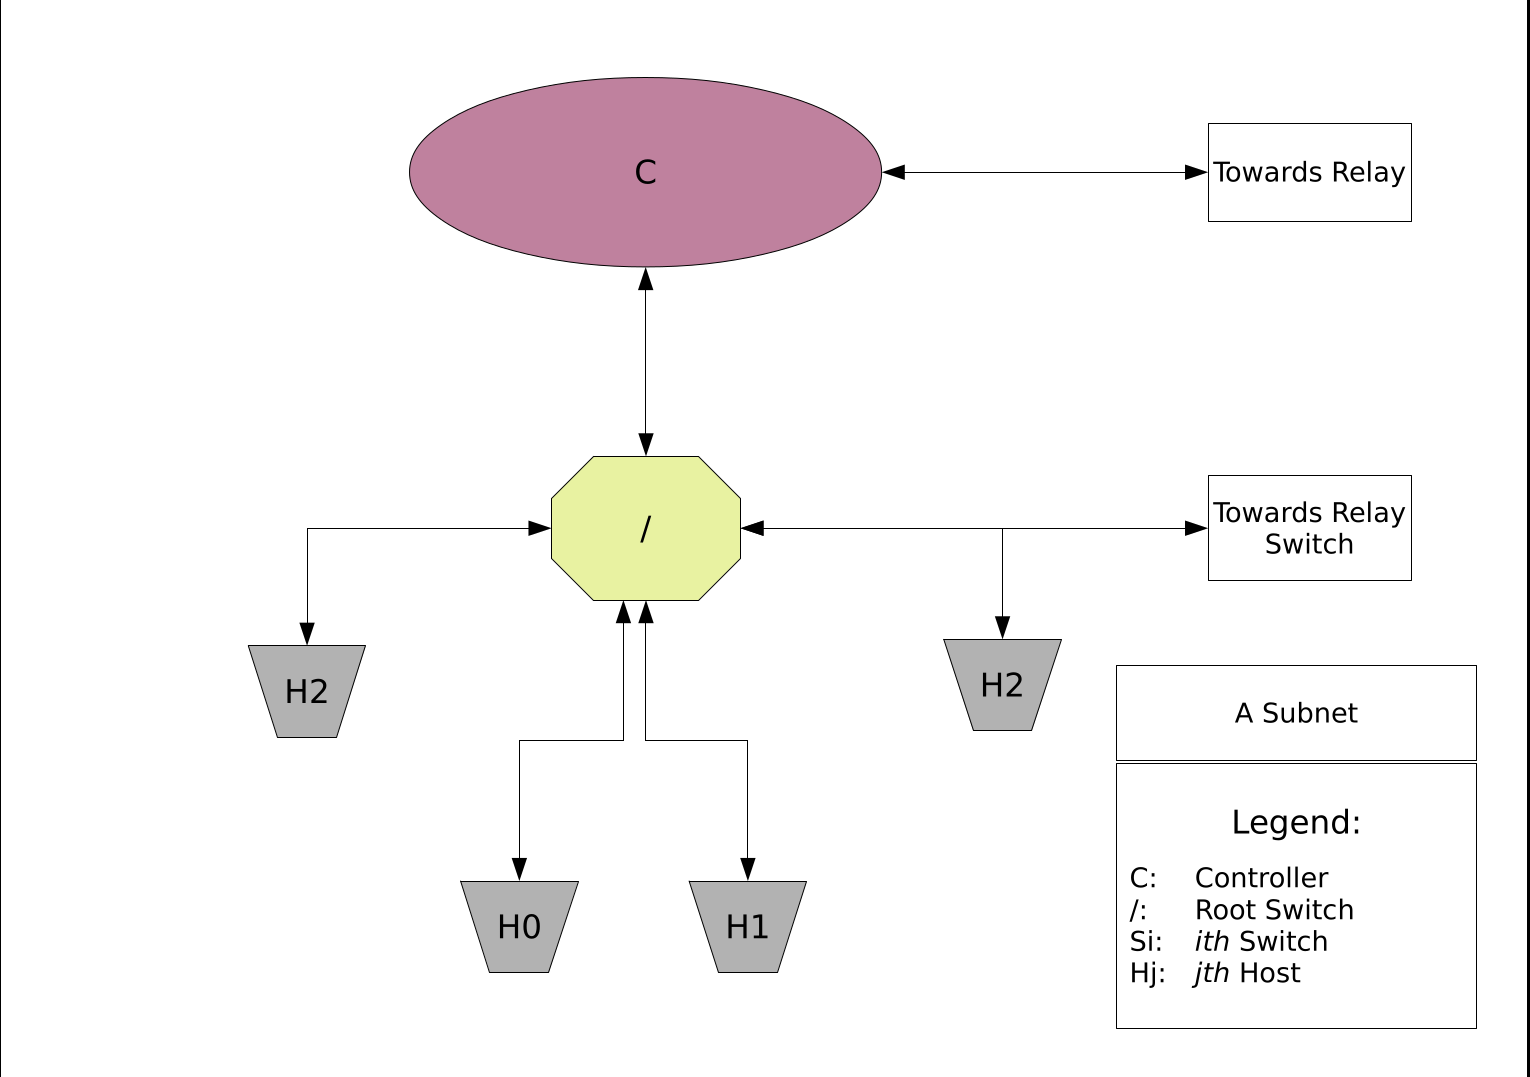 C
Towards Relay
/
Towards Relay
Switch
H2
H2
H0
H1
A Subnet
Legend:
C: Controller
/: Root Switch
Si: ith Switch
Hj: jth Host